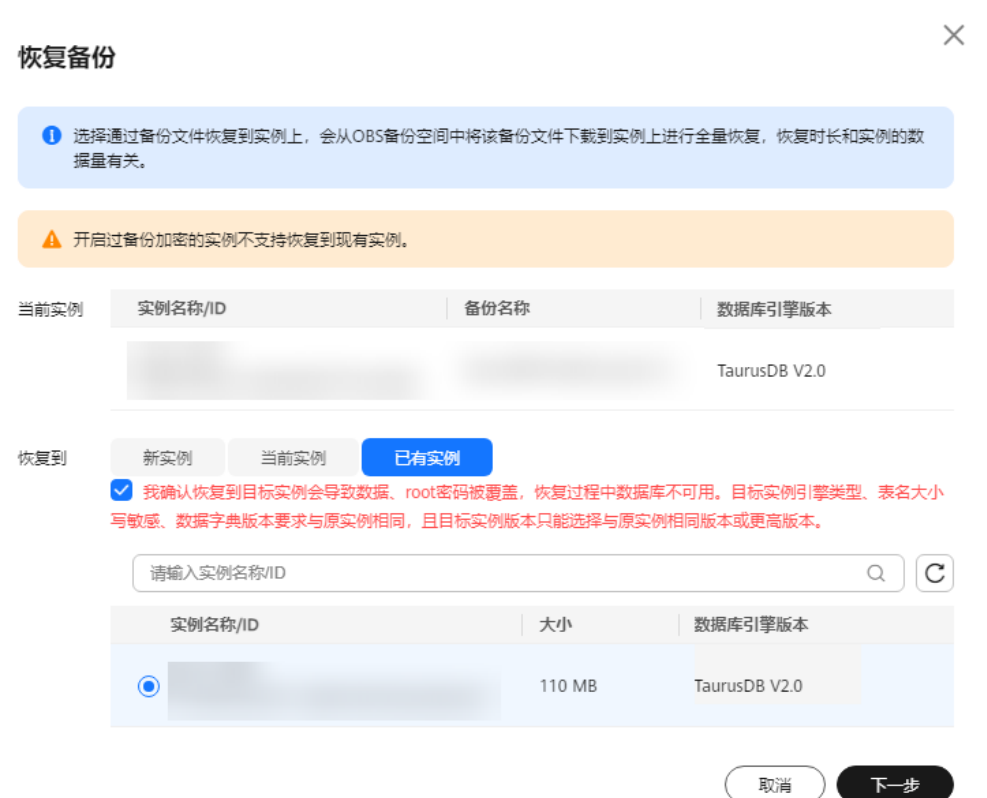 恢复备份
选择通过备份文件恢复到实例上，会从OBS备份空间中将该备份文件下载到实例上进行全量恢复，恢复时长和实例的数
据量有关。
开启过备份加密的实例不支持恢复到现有实例。
当前实例 实例名称/ID 备份名称 数据库引擎版本
TaurusDB V2.0
恢复到 新实例 当前实例 已有实例
我确认恢复到目标实例会导致数据、root密码被覆盖，恢复过程中数据库不可用。目标实例引擎类型、表名大小
写敏感、数据字典版本要求与原实例相同，且目标实例版本只能选择与原实例相同版本或更高版本。
请输入实例名称/ID
实例名称/ID 大小 数据库引擎版本
110 MB TaurusDB V2.0
取消 下一步